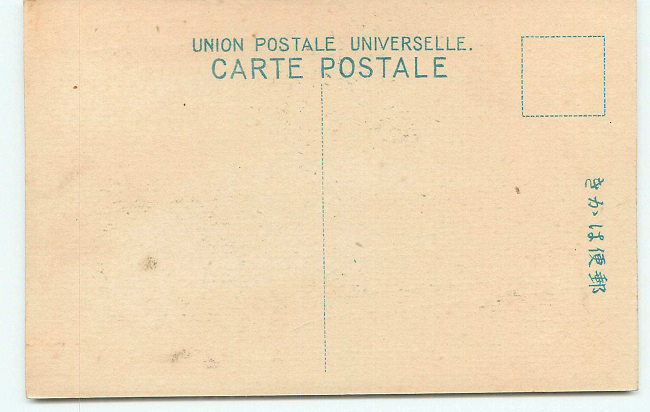 UNION POSTALE UNIVERSELLE.
CARTE POSTALE
郵便はかき